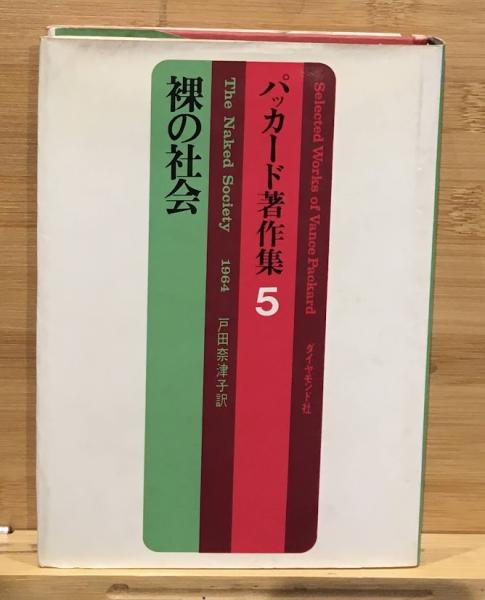 Selected Works of Vance Packard
ダイヤモンド社
パッカード著作集 5
The Naked Society 1964
戸田奈津子訳
裸の社会